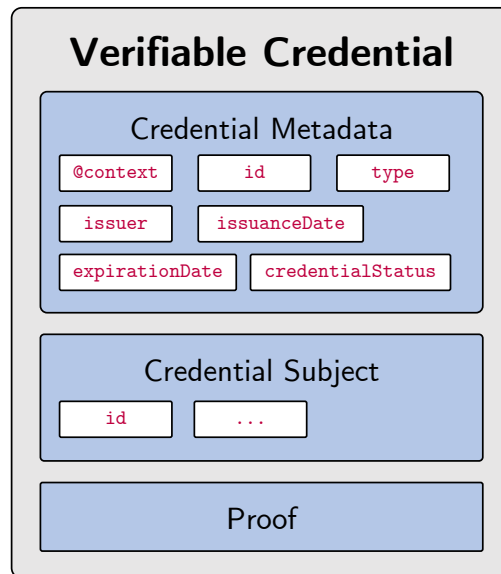 Verifiable Credential
Credential Metadata
@context id type
issuer issuanceDate
expirationDate credentialStatus
Credential Subject
id ...
Proof